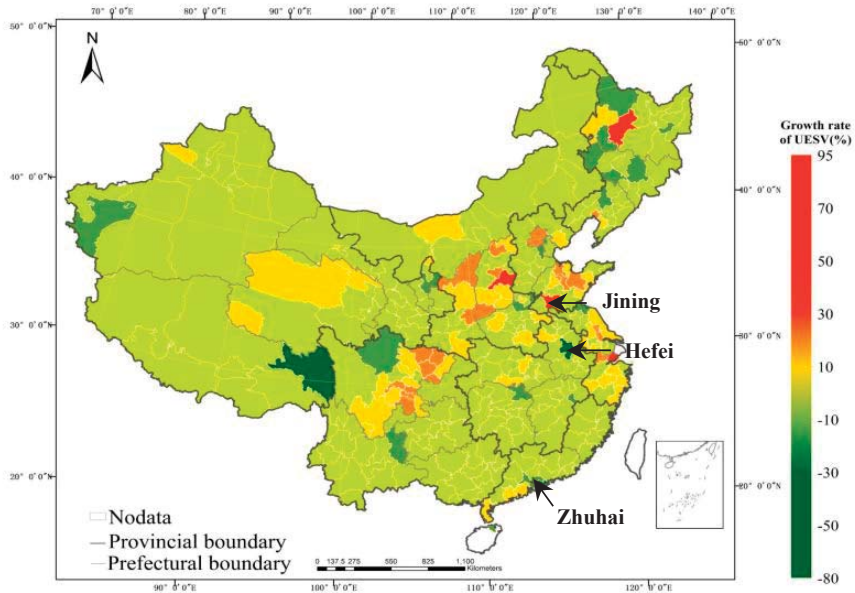 70° 0'0"E 80° 0'0"E 90° 0'0"E 100° 0'0"E 110° 0'0"E 120° 0'0"E 130° 0'0"E 140° 0'0"E
50° 0'0"N
N
40° 0'0"N
30° 0'0"N
20° 0'0"N
50° 0'0"N
40° 0'0"N
30° 0'0"N
20° 0'0"N
Jining
Hefei
Zhuhai
Nodata
Provincial boundary
Prefectural boundary
0 137.5 275 550 825 1,100
Kilometers
90° 0'0"E 100° 0'0"E 110° 0'0"E 120° 0'0"E
Growth rate
of UESV(%)
95
70
50
30
10
-10
-30
-50
-80